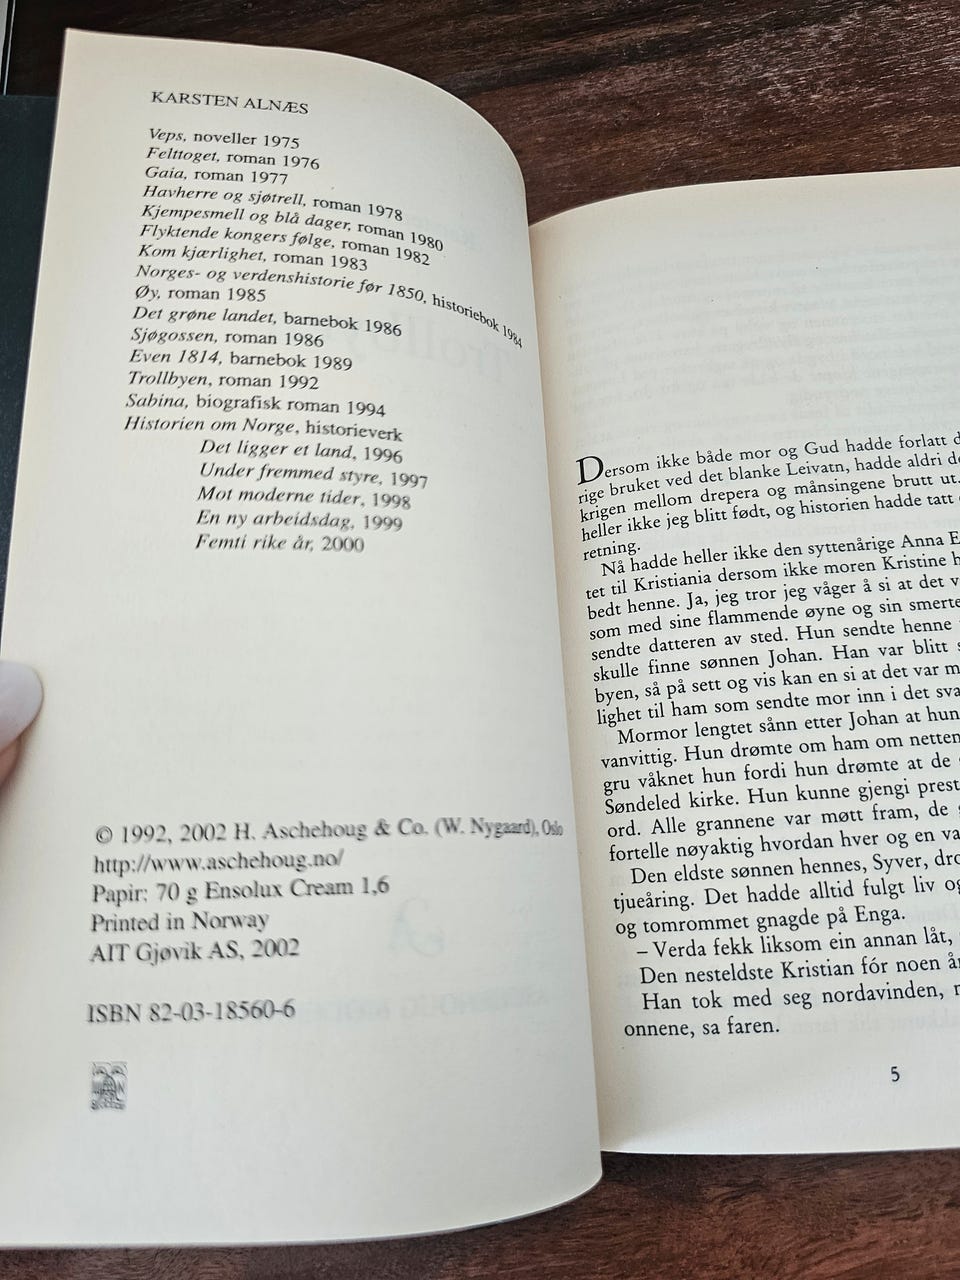 KARSTEN ALNÆS
Veps, noveller 1975
Felttoget, roman 1976
Gaia, roman 1977
Havherre og sjøtrell, roman 1978
Kjempesmell og blå dager, roman 1980
Flyktende kongers følge, roman 1982
Kom kjærlighet, roman 1983
Norges- og verdenshistorie før 1850, historiebok 1984
Øy, roman 1985
Det grøne landet, barnebok 1986
Sjøgossen, roman 1986
Even 1814, barnebok 1989
Trollbyen, roman 1992
Sabina, biografisk roman 1994
Historien om Norge, historieverk
Det ligger et land, 1996
Under fremmed styre, 1997
Mot moderne tider, 1998
En ny arbeidsdag, 1999
Femti rike år, 2000
© 1992, 2002 H. Aschehoug & Co. (W. Nygaard), Oslo
http://www.aschehoug.no/
Papir: 70 g Ensolux Cream 1,6
Printed in Norway
AIT Gjøvik AS, 2002
ISBN 82-03-18560-6
Dersom ikke både mor og Gud hadde forlatt d
rige bruket ved det blanke Leivatn, hadde aldri de
krigen mellom drepera og månsingene brutt ut.
heller ikke jeg blitt født, og historien hadde tatt
retning.
Nå hadde heller ikke den syttenårige Anna E
tet til Kristiania dersom ikke moren Kristine h
bedt henne. Ja, jeg tror jeg våger å si at det v
som med sine flammende øyne og sin smerte
sendte datteren av sted. Hun sendte henne
skulle finne sønnen Johan. Han var blitt s
byen, så på sett og vis kan en si at det var m
lighet til ham som sendte mor inn i det sva
Mormor lengtet sånn etter Johan at hun
vanvittig. Hun drømte om ham om netten
gru våknet hun fordi hun drømte at de
Søndeled kirke. Hun kunne gjengi prest
ord. Alle grannene var møtt fram, de
fortelle nøyaktig hvordan hver og en va
Den eldste sønnen hennes, Syver, dro
tjueåring. Det hadde alltid fulgt liv og
og tomrommet gnagde på Enga.
– Verda fekk liksom ein annan låt,
Den nesteldste Kristian fór noen år
Han tok med seg nordavinden,
onnene, sa faren.
5